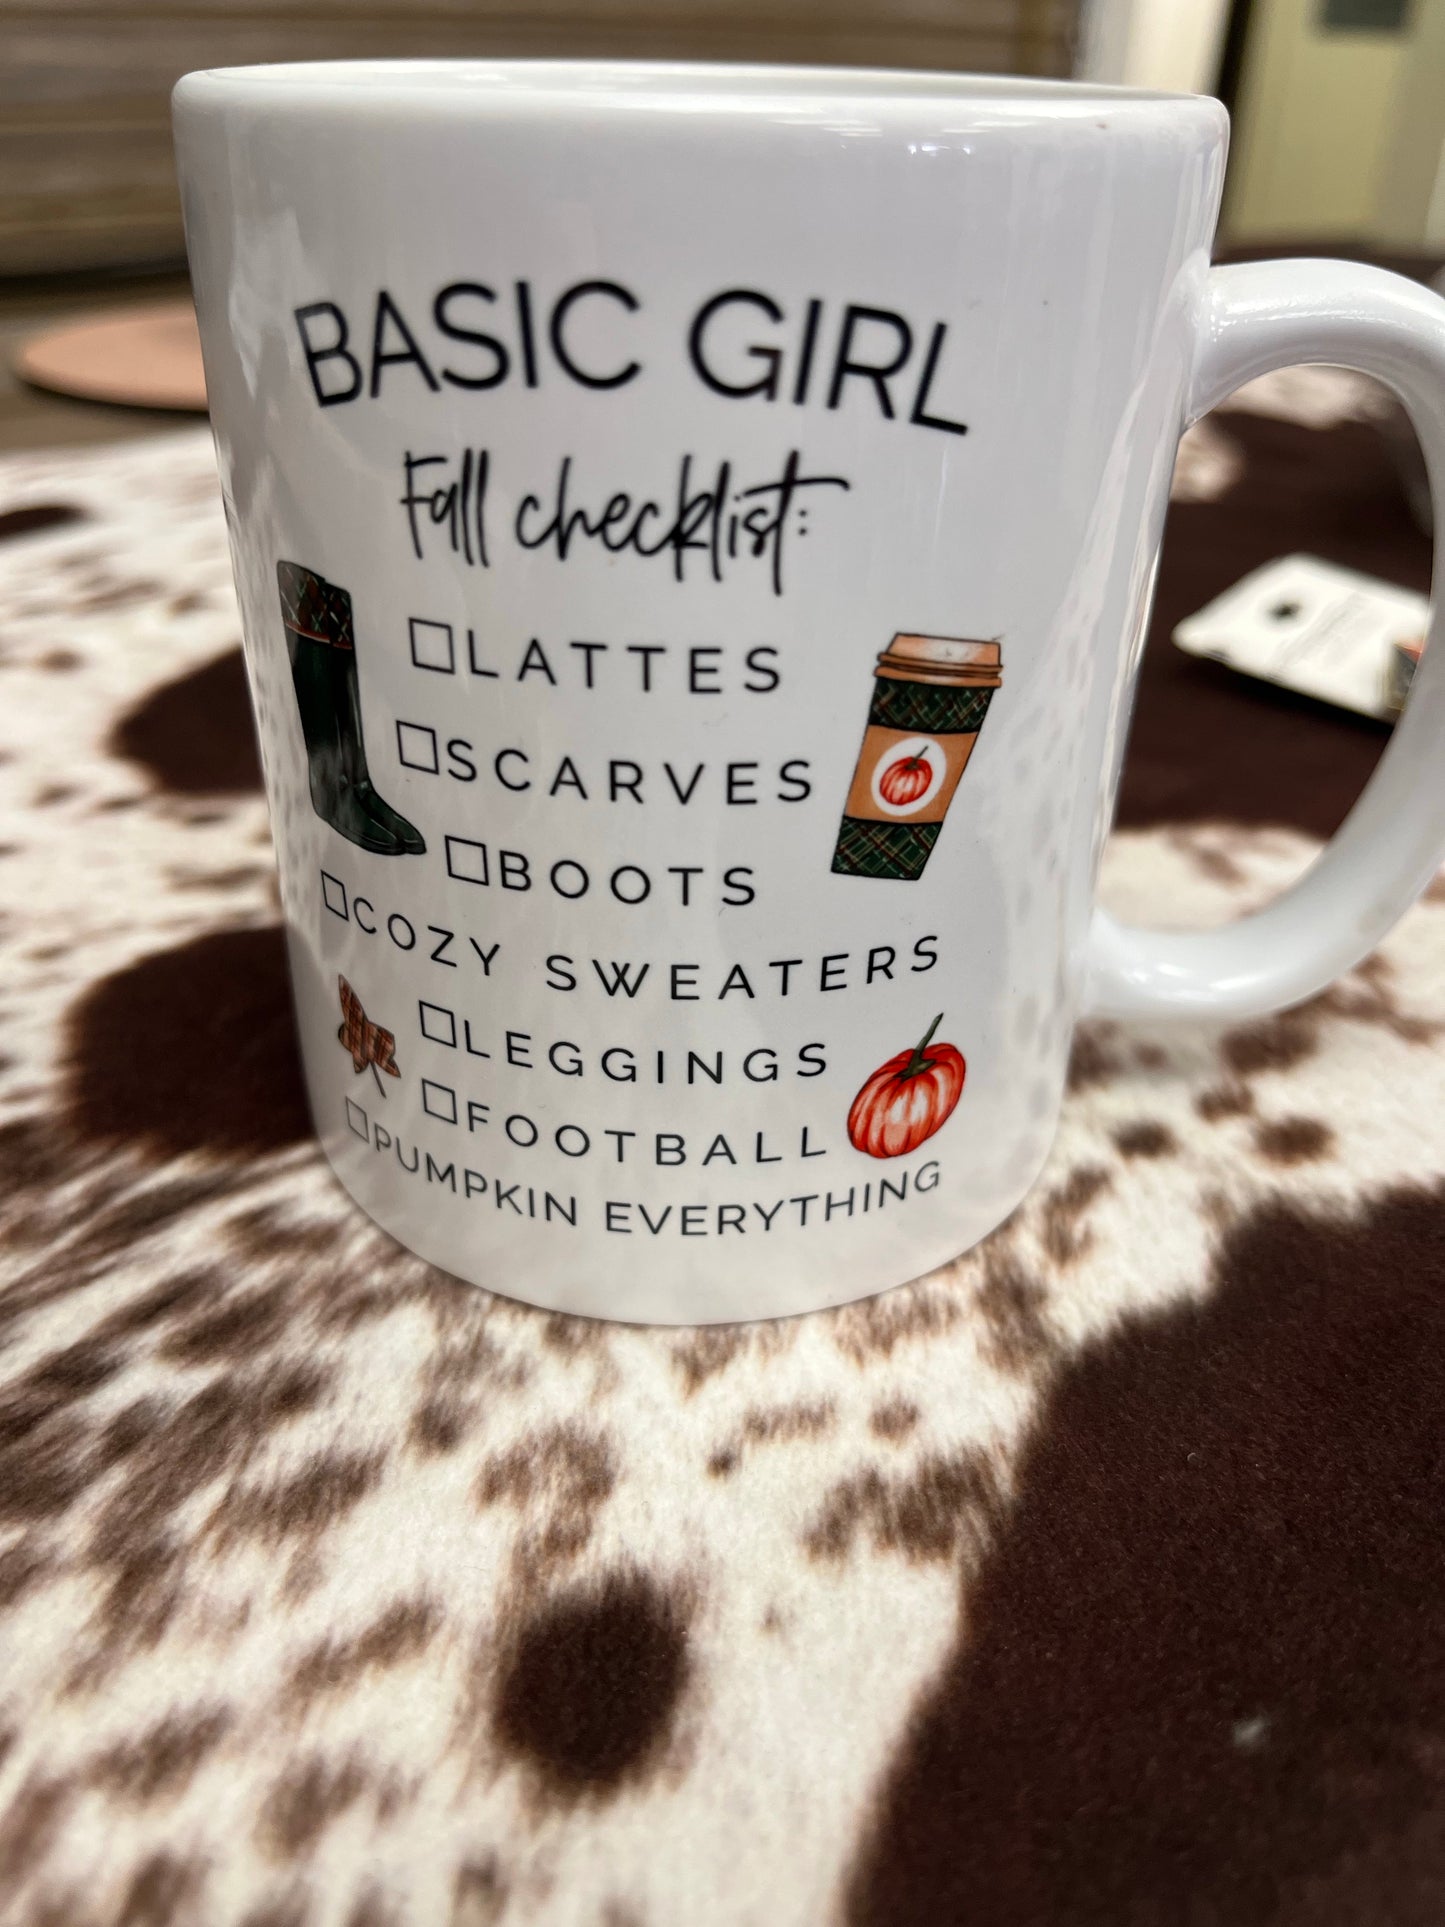 BASIC GIRL
Fall checklist:
LATTES
SCARVES
BOOTS
COZY SWEATERS
LEGGINGS
FOOTBALL
PUMPKIN EVERYTHING